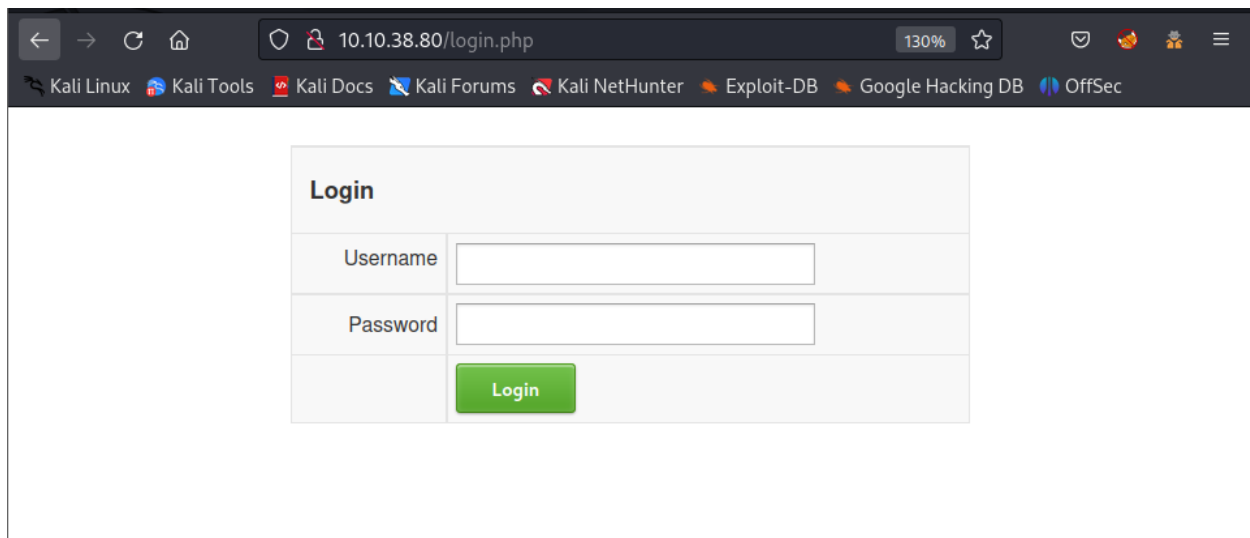 10.10.38.80/login.php 130%
Kali Linux Kali Tools Kali Docs Kali Forums Kali NetHunter Exploit-DB Google Hacking DB OffSec
Login
Username
Password
Login